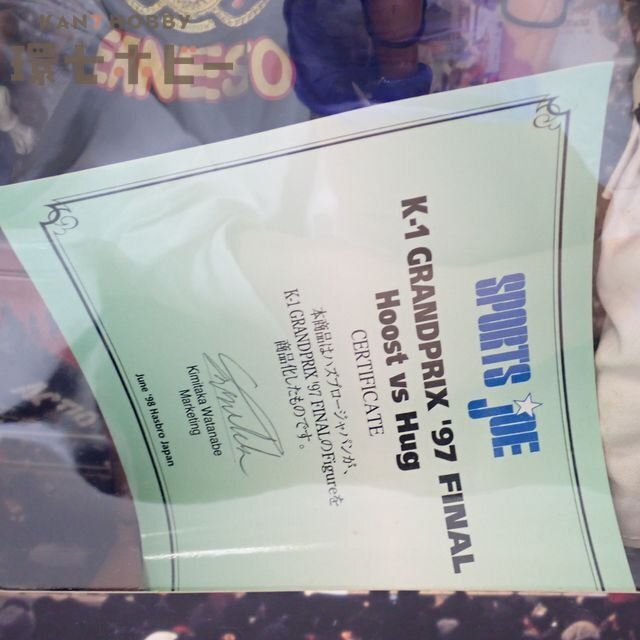 KAN HOBBY
環七ホビー
SPORTS JOE
K-1 GRANDPRIX '97 FINAL
Hoost vs Hug
CERTIFICATE
本商品はハズブロージャパンが、
K-1 GRANDPRIX '97 FINALのFigureを
商品化したものです。
Kimitaka Watanabe
Marketing
June '98 Hasbro Japan